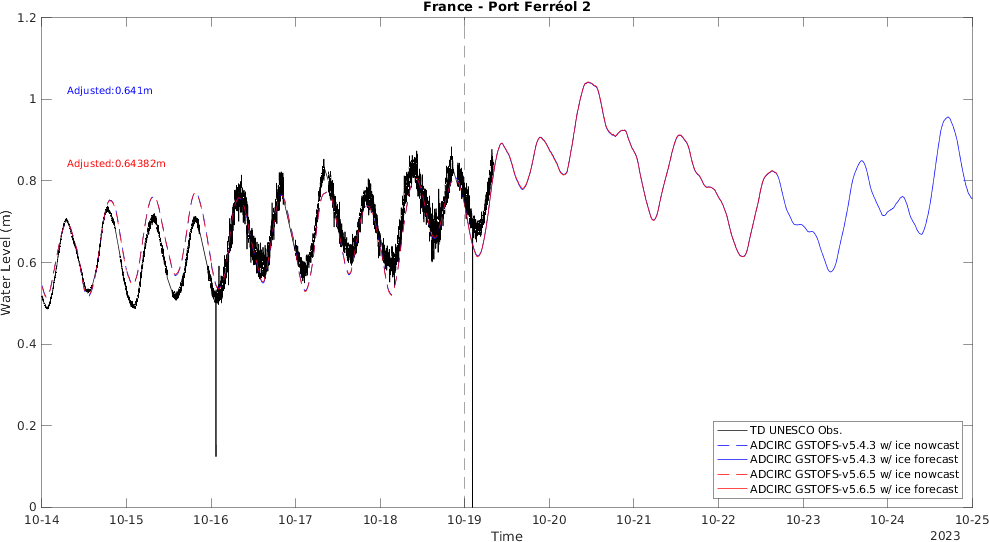 France - Port Ferréol 2
1.2
1
0.8
0.6
0.4
0.2
0
Water Level (m)
Adjusted:0.641m
Adjusted:0.64382m
TD UNESCO Obs.
ADCIRC GSTOFS-v5.4.3 w/ ice nowcast
ADCIRC GSTOFS-v5.4.3 w/ ice forecast
ADCIRC GSTOFS-v5.6.5 w/ ice nowcast
ADCIRC GSTOFS-v5.6.5 w/ ice forecast
10-14 10-15 10-16 10-17 10-18 10-19 10-20 10-21 10-22 10-23 10-24 10-25
Time
2023